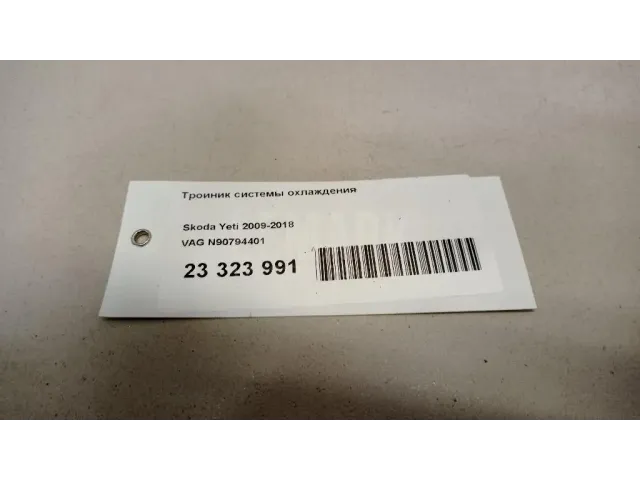 Тройник системы охлаждения
Skoda Yeti 2009-2018
VAG N90794401
23 323 991